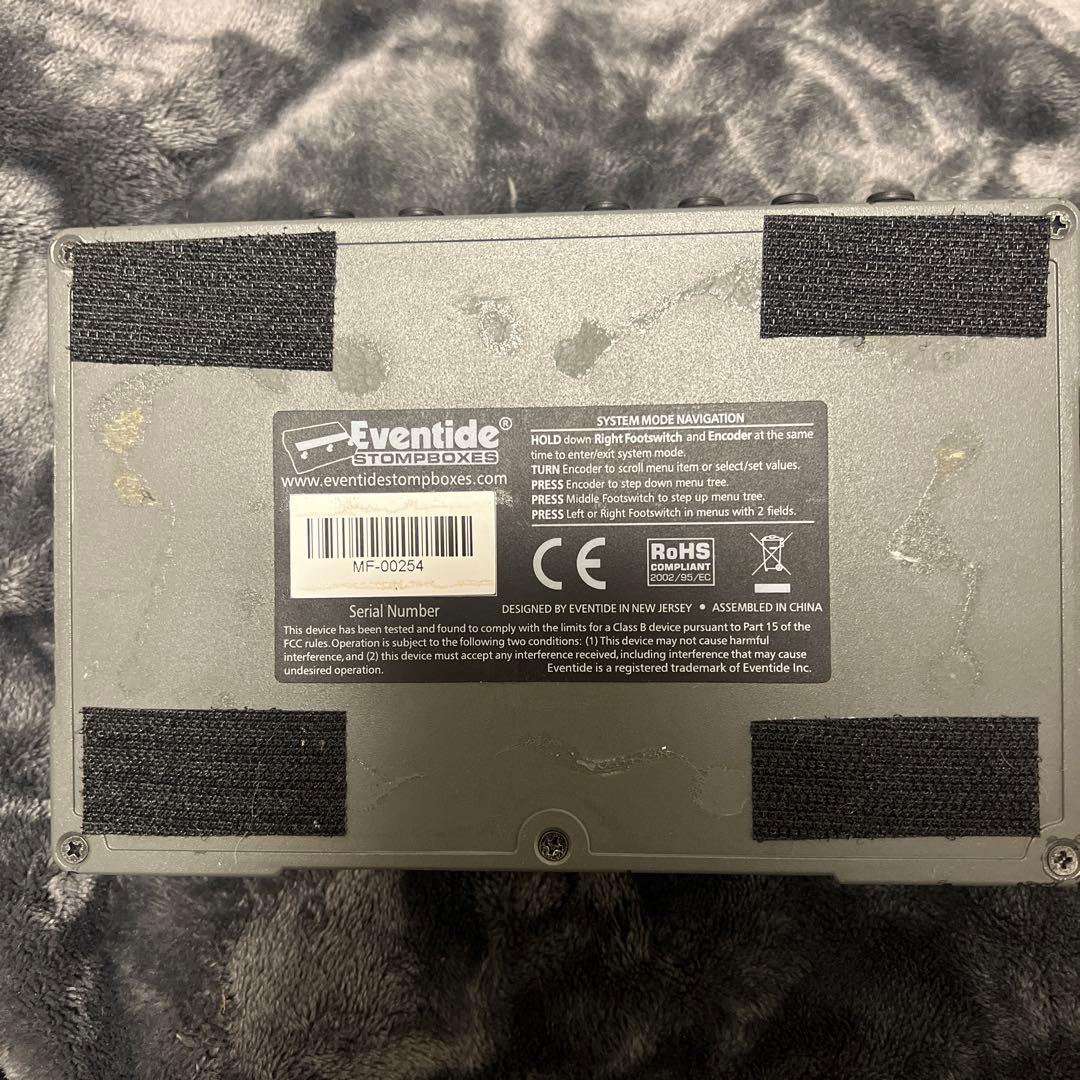 Eventide®
STOMPBOXES
www.eventidestompboxes.com
MF-00254
Serial Number
SYSTEM MODE NAVIGATION
HOLD down Right Footswitch and Encoder at the same
time to enter/exit system mode.
TURN Encoder to scroll menu item or select/set values.
PRESS Encoder to step down menu tree.
PRESS Middle Footswitch to step up menu tree.
PRESS Left or Right Footswitch in menus with 2 fields.
CE
RoHS
COMPLIANT
2002/95/EC
DESIGNED BY EVENTIDE IN NEW JERSEY • ASSEMBLED IN CHINA
This device has been tested and found to comply with the limits for a Class B device pursuant to Part 15 of the
FCC rules. Operation is subject to the following two conditions: (1) This device may not cause harmful
interference, and (2) this device must accept any interference received, including interference that may cause
undesired operation.
Eventide is a registered trademark of Eventide Inc.